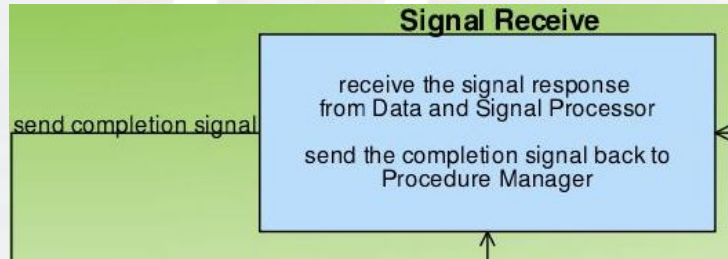 Signal Receive
receive the signal response
from Data and Signal Processor
send completion signal
send the completion signal back to
Procedure Manager